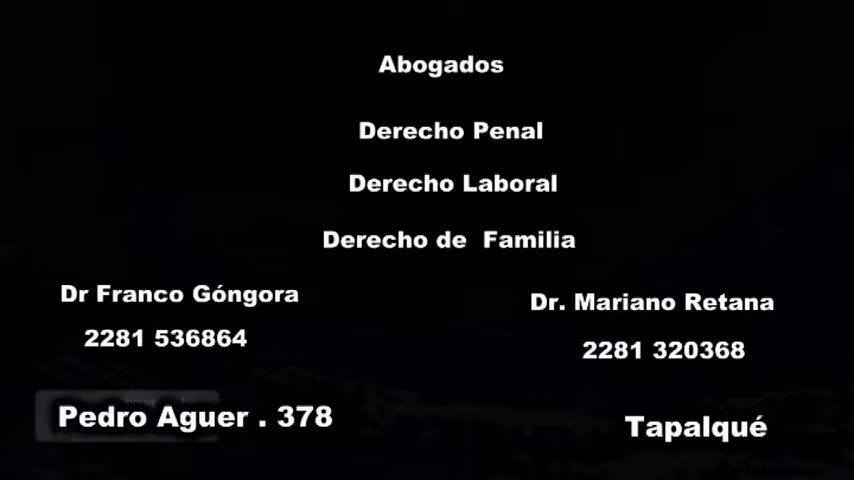 Abogados
Derecho Penal
Derecho Laboral
Derecho de Familia
Dr Franco Góngora
2281 536864
Dr. Mariano Retana
2281 320368
Pedro Aguer . 378
Tapalqué